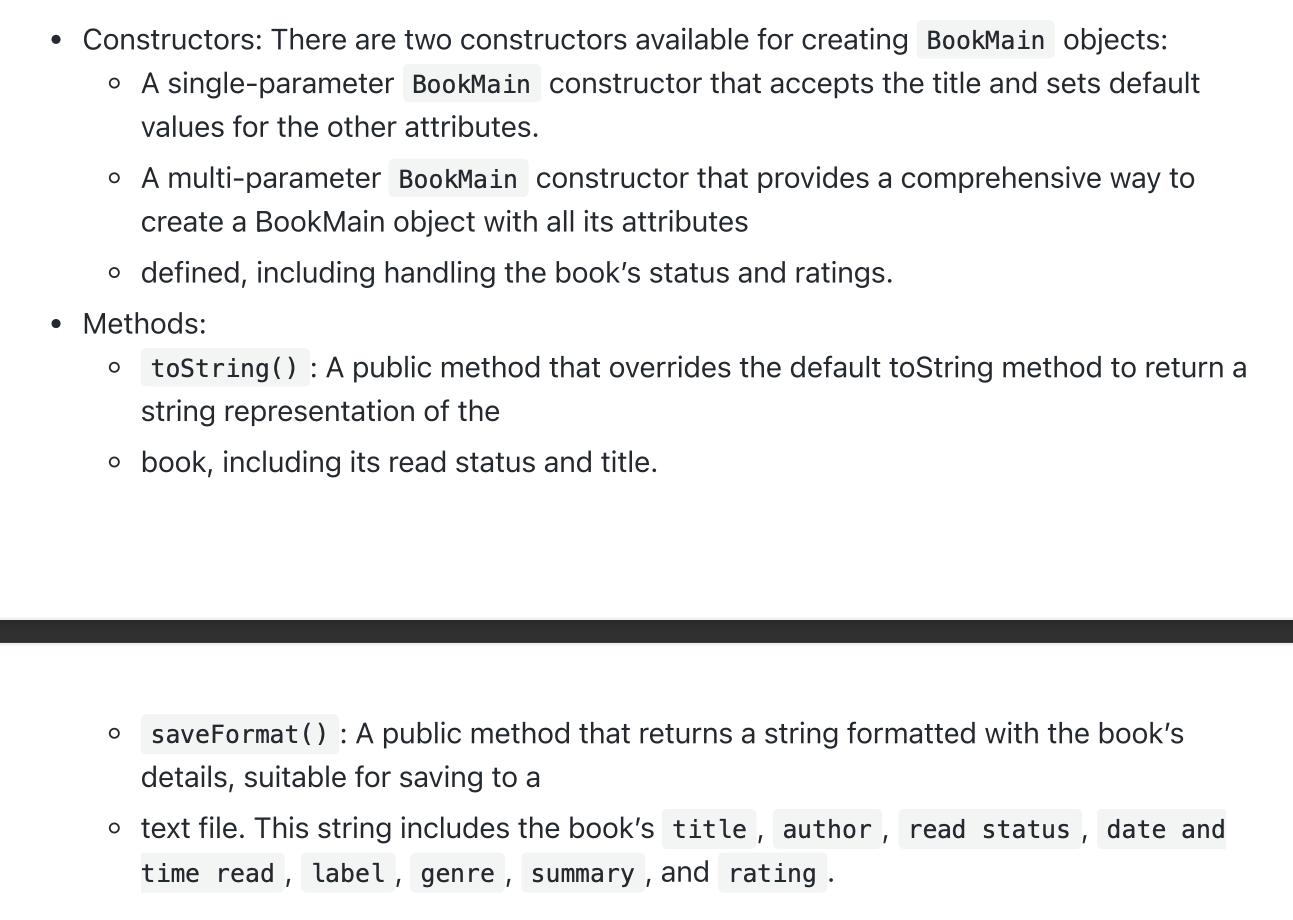 Constructors: There are two constructors available for creating BookMain objects:
A single-parameter BookMain constructor that accepts the title and sets default
values for the other attributes.
A multi-parameter BookMain constructor that provides a comprehensive way to
create a BookMain object with all its attributes
defined, including handling the book’s status and ratings.
Methods:
toString() : A public method that overrides the default toString method to return a
string representation of the
book, including its read status and title.
saveFormat() : A public method that returns a string formatted with the book’s
details, suitable for saving to a
text file. This string includes the book’s title , author , read status , date and
time read , label , genre , summary , and rating .